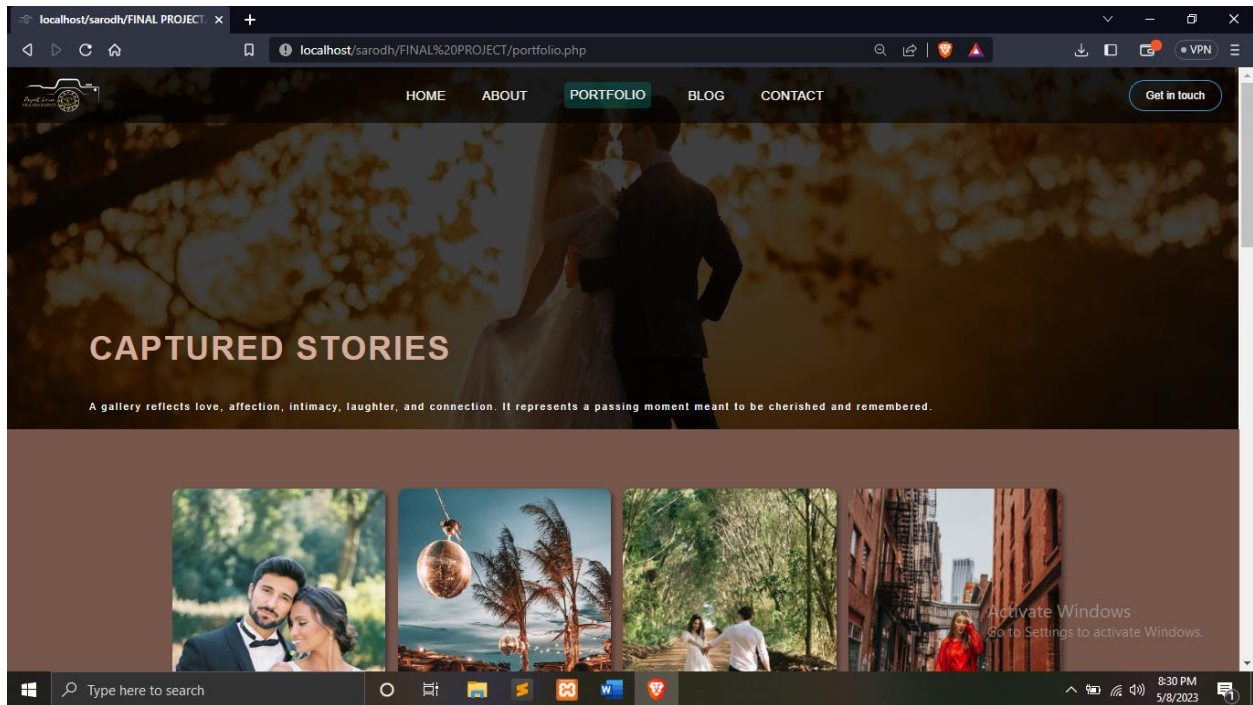 localhost/sarodh/FINAL PROJECT/
localhost/sarodh/FINAL%20PROJECT/portfolio.php
VPN
HOME
ABOUT
PORTFOLIO
BLOG
CONTACT
Get in touch
CAPTURED STORIES
A gallery reflects love, affection, intimacy, laughter, and connection. It represents a passing moment meant to be cherished and remembered.
Activate Windows
Go to Settings to activate Windows.
Type here to search
8:30 PM
5/8/2023
1